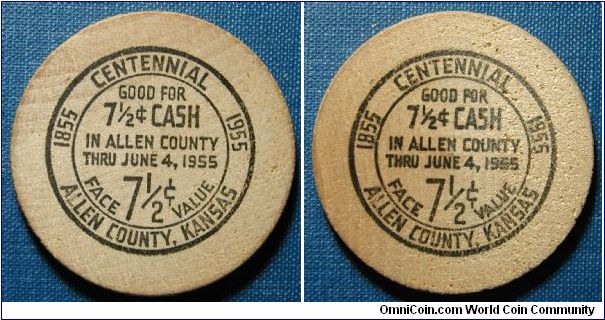 CENTENNIAL
1855
1955
GOOD FOR
7½¢ CASH
IN ALLEN COUNTY
THRU JUNE 4, 1955
FACE 7½¢ VALUE
ALLEN COUNTY, KANSAS
CENTENNIAL
1855
1955
GOOD FOR
7½¢ CASH
IN ALLEN COUNTY
THRU JUNE 4, 1955
FACE 7½¢ VALUE
ALLEN COUNTY, KANSAS
OmniCoin.com World Coin Community